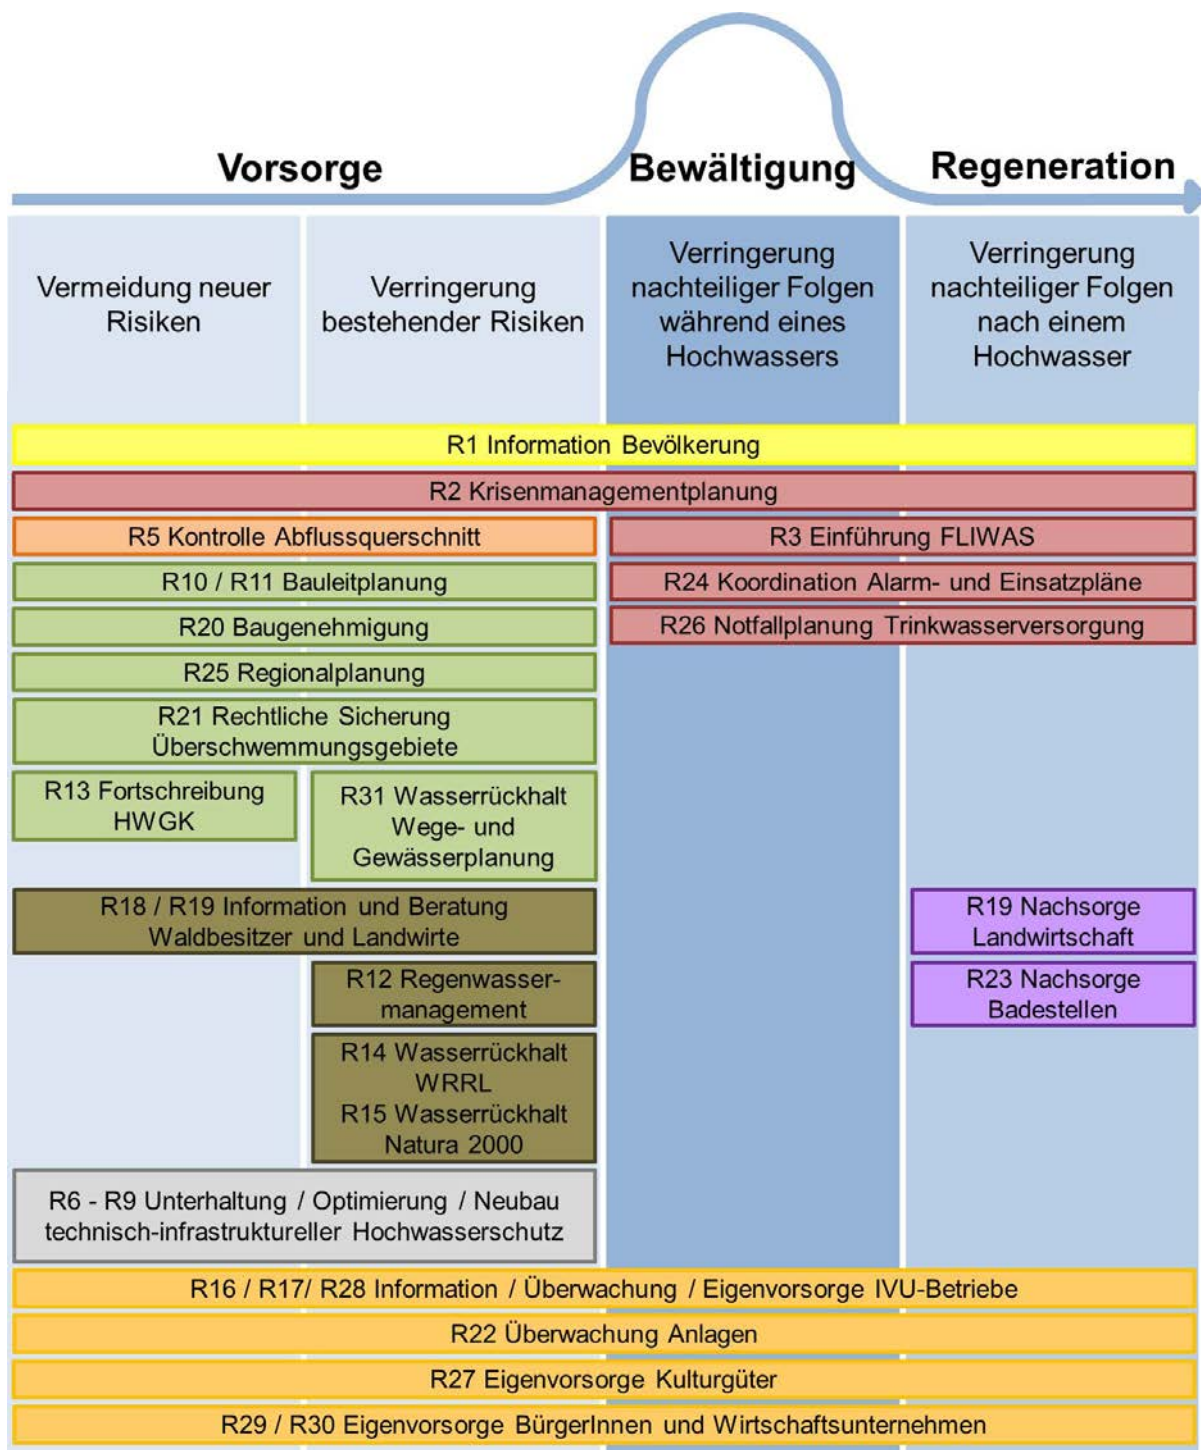 Vorsorge
Bewältigung
Regeneration
Vermeidung neuer
Risiken
Verringerung
bestehender Risiken
Verringerung
nachteiliger Folgen
während eines
Hochwassers
Verringerung
nachteiliger Folgen
nach einem
Hochwasser
R1 Information Bevölkerung
R2 Krisenmanagementplanung
R5 Kontrolle Abflussquerschnitt
R3 Einführung FLIWAS
R10 / R11 Bauleitplanung
R24 Koordination Alarm- und Einsatzpläne
R20 Baugenehmigung
R26 Notfallplanung Trinkwasserversorgung
R25 Regionalplanung
R21 Rechtliche Sicherung
Überschwemmungsgebiete
R13 Fortschreibung
HWGK
R31 Wasserrückhalt
Wege- und
Gewässerplanung
R18 / R19 Information und Beratung
Waldbesitzer und Landwirte
R19 Nachsorge
Landwirtschaft
R12 Regenwasser-
management
R23 Nachsorge
Badestellen
R14 Wasserrückhalt
WRRL
R15 Wasserrückhalt
Natura 2000
R6 - R9 Unterhaltung / Optimierung / Neubau
technisch-infrastruktureller Hochwasserschutz
R16 / R17/ R28 Information / Überwachung / Eigenvorsorge IVU-Betriebe
R22 Überwachung Anlagen
R27 Eigenvorsorge Kulturgüter
R29 / R30 Eigenvorsorge BürgerInnen und Wirtschaftsunternehmen